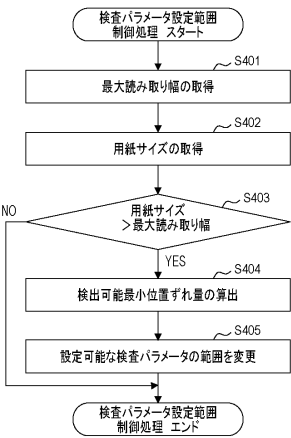 検査パラメータ設定範囲
制御処理 スタート
S401
最大読み取り幅の取得
S402
用紙サイズの取得
S403
用紙サイズ
＞最大読み取り幅
NO
YES
S404
検出可能最小位置ずれ量の算出
S405
設定可能な検査パラメータの範囲を変更
検査パラメータ設定範囲
制御処理 エンド